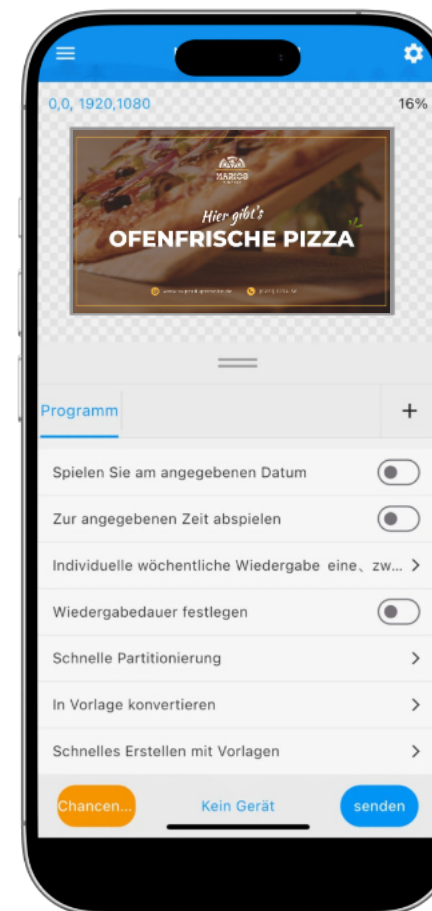 0,0, 1920,1080
16%
MARIOS
Hier gibt's
OFENFRISCHE PIZZA
Programm
+
Spielen Sie am angegebenen Datum
Zur angegebenen Zeit abspielen
Individuelle wöchentliche Wiedergabe eine、zw...
Wiedergabedauer festlegen
Schnelle Partitionierung
In Vorlage konvertieren
Schnelles Erstellen mit Vorlagen
Chancen...
Kein Gerät
senden